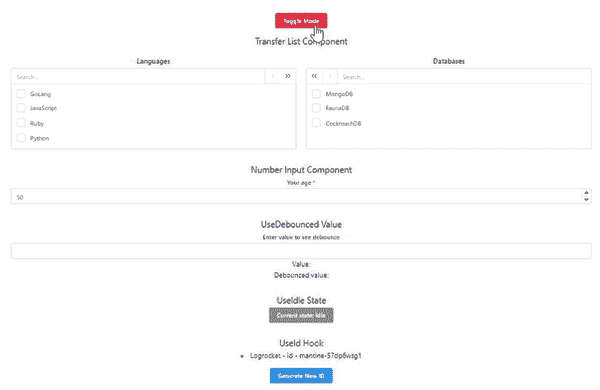 Toggle Mode
Transfer List Component
Languages
Databases
Search...
Search...
GoLang
JavaScript
Ruby
Python
MongoDB
FaunaDB
CockroachDB
Number Input Component
Your age *
50
UseDebounced Value
Enter value to see debounce
Value:
Debounced value:
UseIdle State
Current state: idle
UseId Hook
Logrocket - id - mantine-57dp6wsg1
Generate New ID